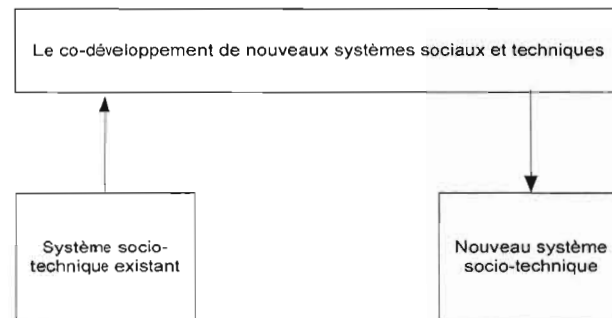 Le co-développement de nouveaux systèmes sociaux et techniques
Système socio-
technique existant
Nouveau système
socio-technique